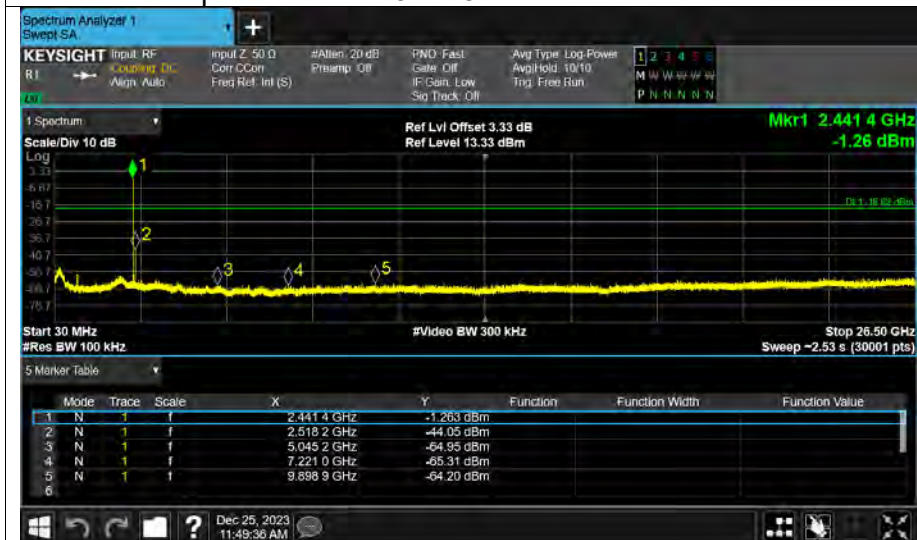 Spectrum Analyzer 1
Swept SA
+
KEYSIGHT Input: RF Input Z: 50 Ω #Atten: 20 dB PNO: Fast Avg Type: Log-Power 1 2 3 4 5 6
R1 Coupling: DC Corr CCorr Preamp: Off Gate: Off Avg|Hold: 10/10 M W W W W W
Align: Auto Freq Ref: Int (S) IF Gain: Low Trig: Free Run
Sig Track: Off P N N N N N
1 Spectrum Ref Lvl Offset 3.33 dB Mkr1 2.441 4 GHz
Scale/Div 10 dB Ref Level 13.33 dBm -1.26 dBm
Log
3.33
-6.67
-16.7
-26.7
-36.7
-46.7
-56.7
-66.7
-76.7
1
2
3
4
5
Start 30 MHz #Video BW 300 kHz Stop 26.50 GHz
#Res BW 100 kHz Sweep ~2.53 s (30001 pts)
5 Marker Table
Mode Trace Scale X Y Function Function Width Function Value
1 N 1 f 2.441 4 GHz -1.263 dBm
2 N 1 f 2.518 2 GHz -44.05 dBm
3 N 1 f 5.045 2 GHz -64.95 dBm
4 N 1 f 7.221 0 GHz -65.31 dBm
5 N 1 f 9.898 9 GHz -64.20 dBm
6
? Dec 25, 2023
11:49:36 AM